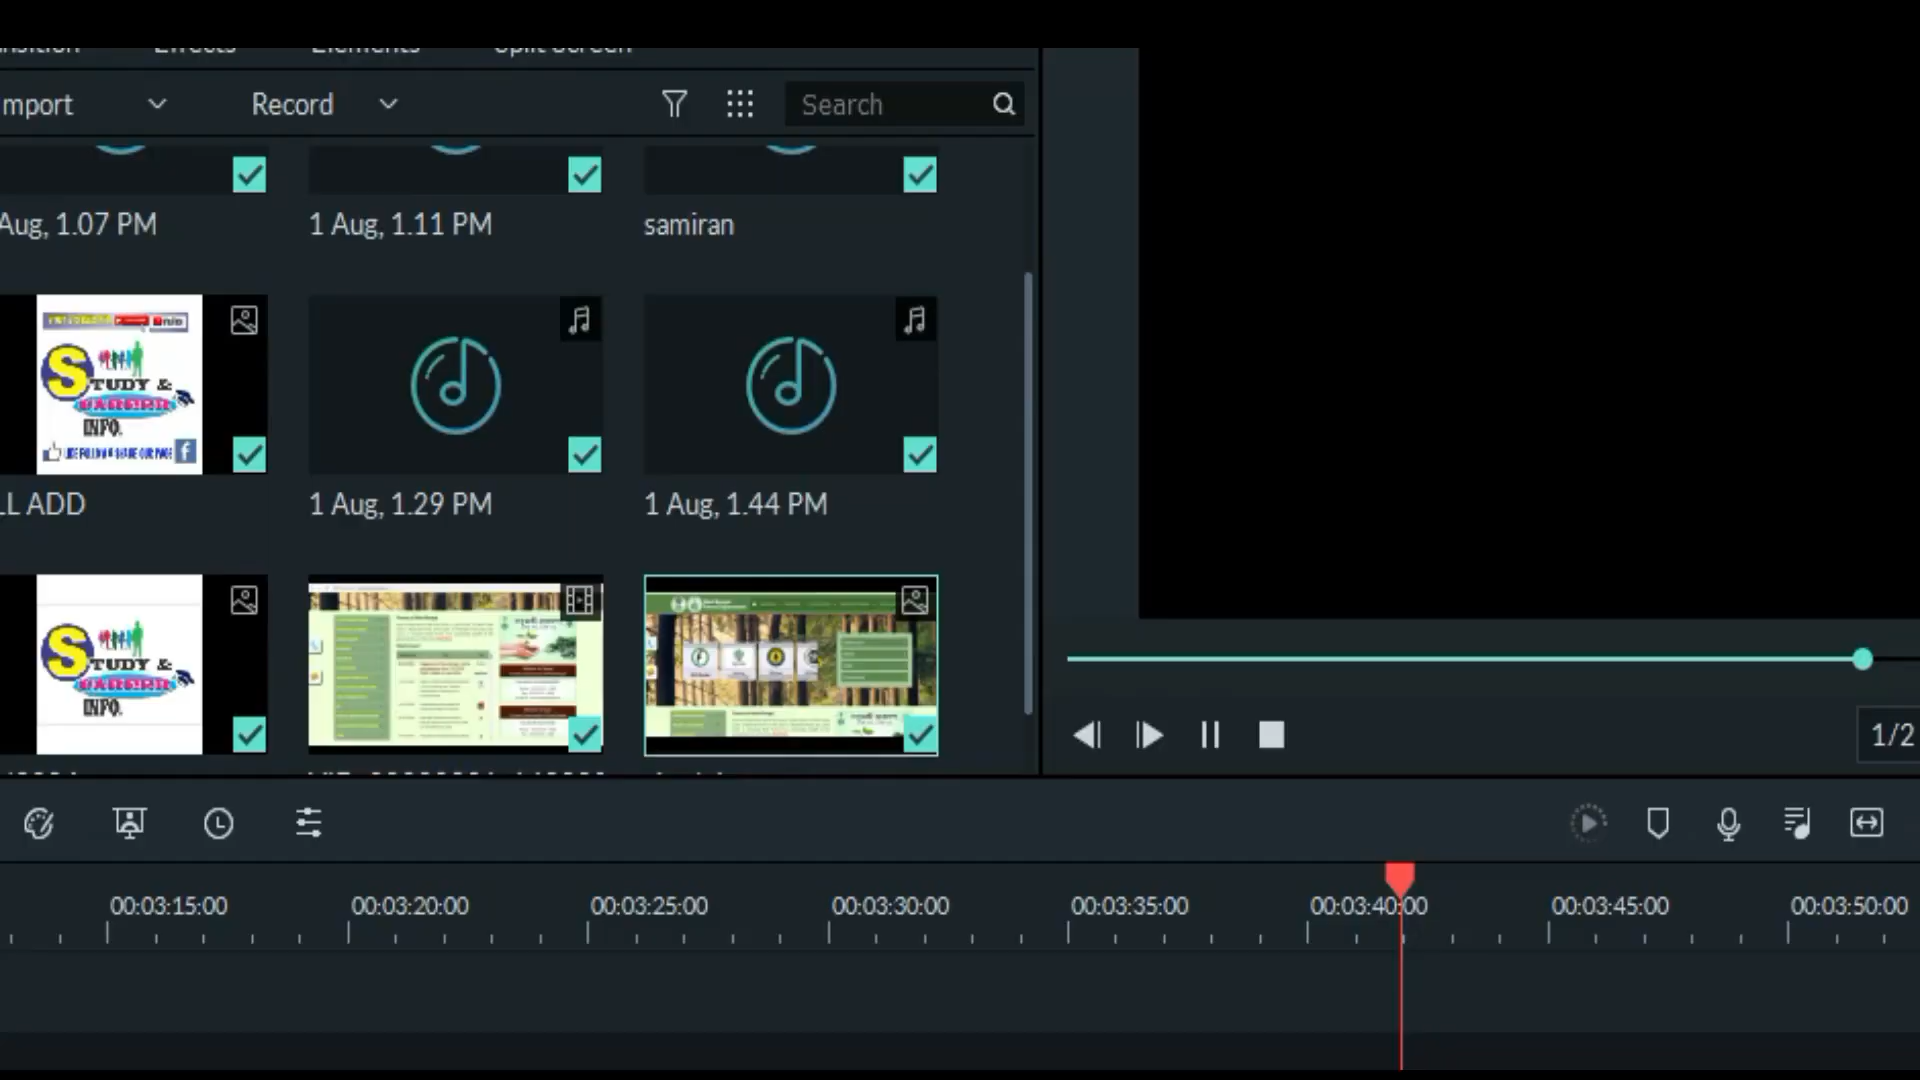 Effects Elements Split Screen
mport Record Search
Aug, 1.07 PM 1 Aug, 1.11 PM samiran
STUDY &
CAREER
INFO.
LL ADD 1 Aug, 1.29 PM 1 Aug, 1.44 PM
STUDY &
CAREER
INFO.
1/2
00:03:15:00 00:03:20:00 00:03:25:00 00:03:30:00 00:03:35:00 00:03:40:00 00:03:45:00 00:03:50:00